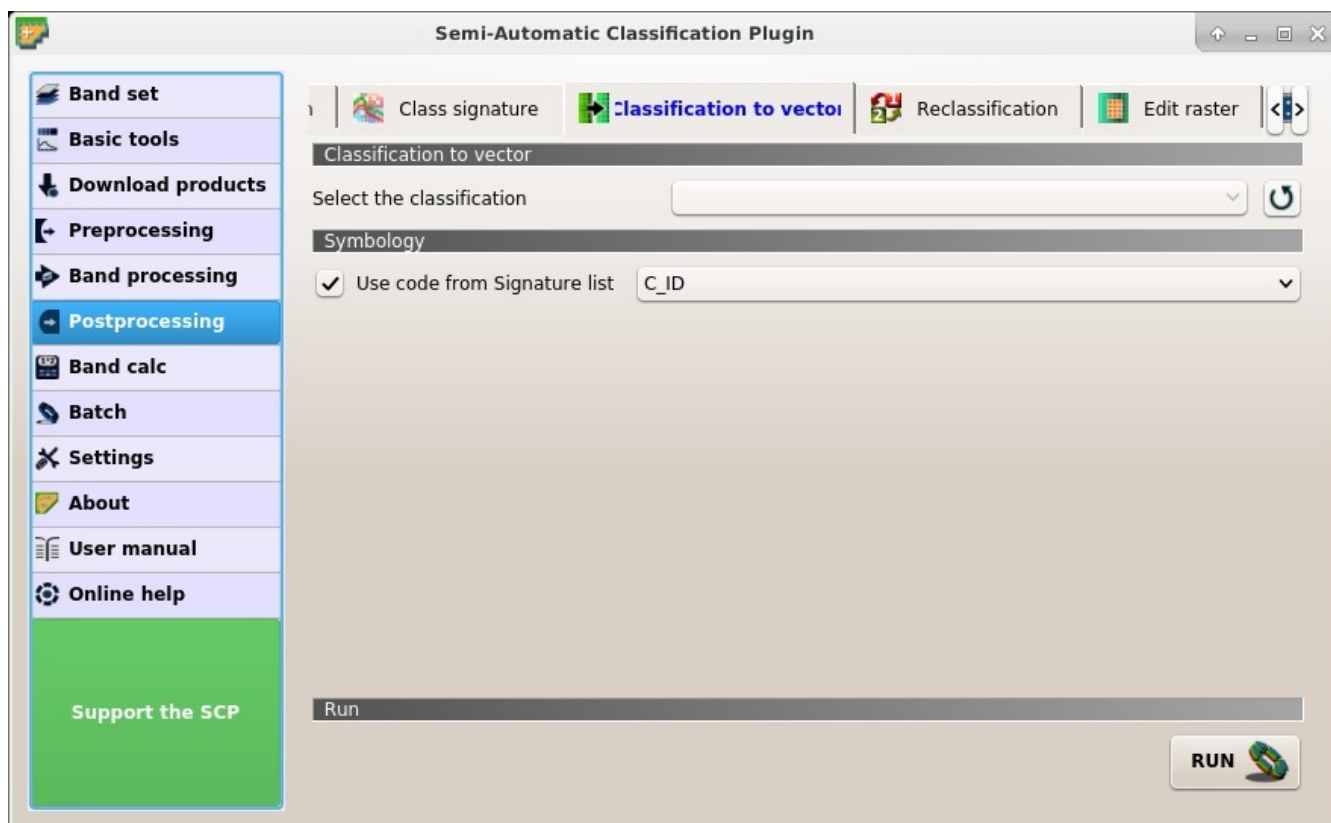 Semi-Automatic Classification Plugin
Band set
Basic tools
Download products
Preprocessing
Band processing
Postprocessing
Band calc
Batch
Settings
About
User manual
Online help
Support the SCP
Class signature
Classification to vector
Reclassification
Edit raster
Classification to vector
Select the classification
Symbology
Use code from Signature list
C_ID
Run
RUN